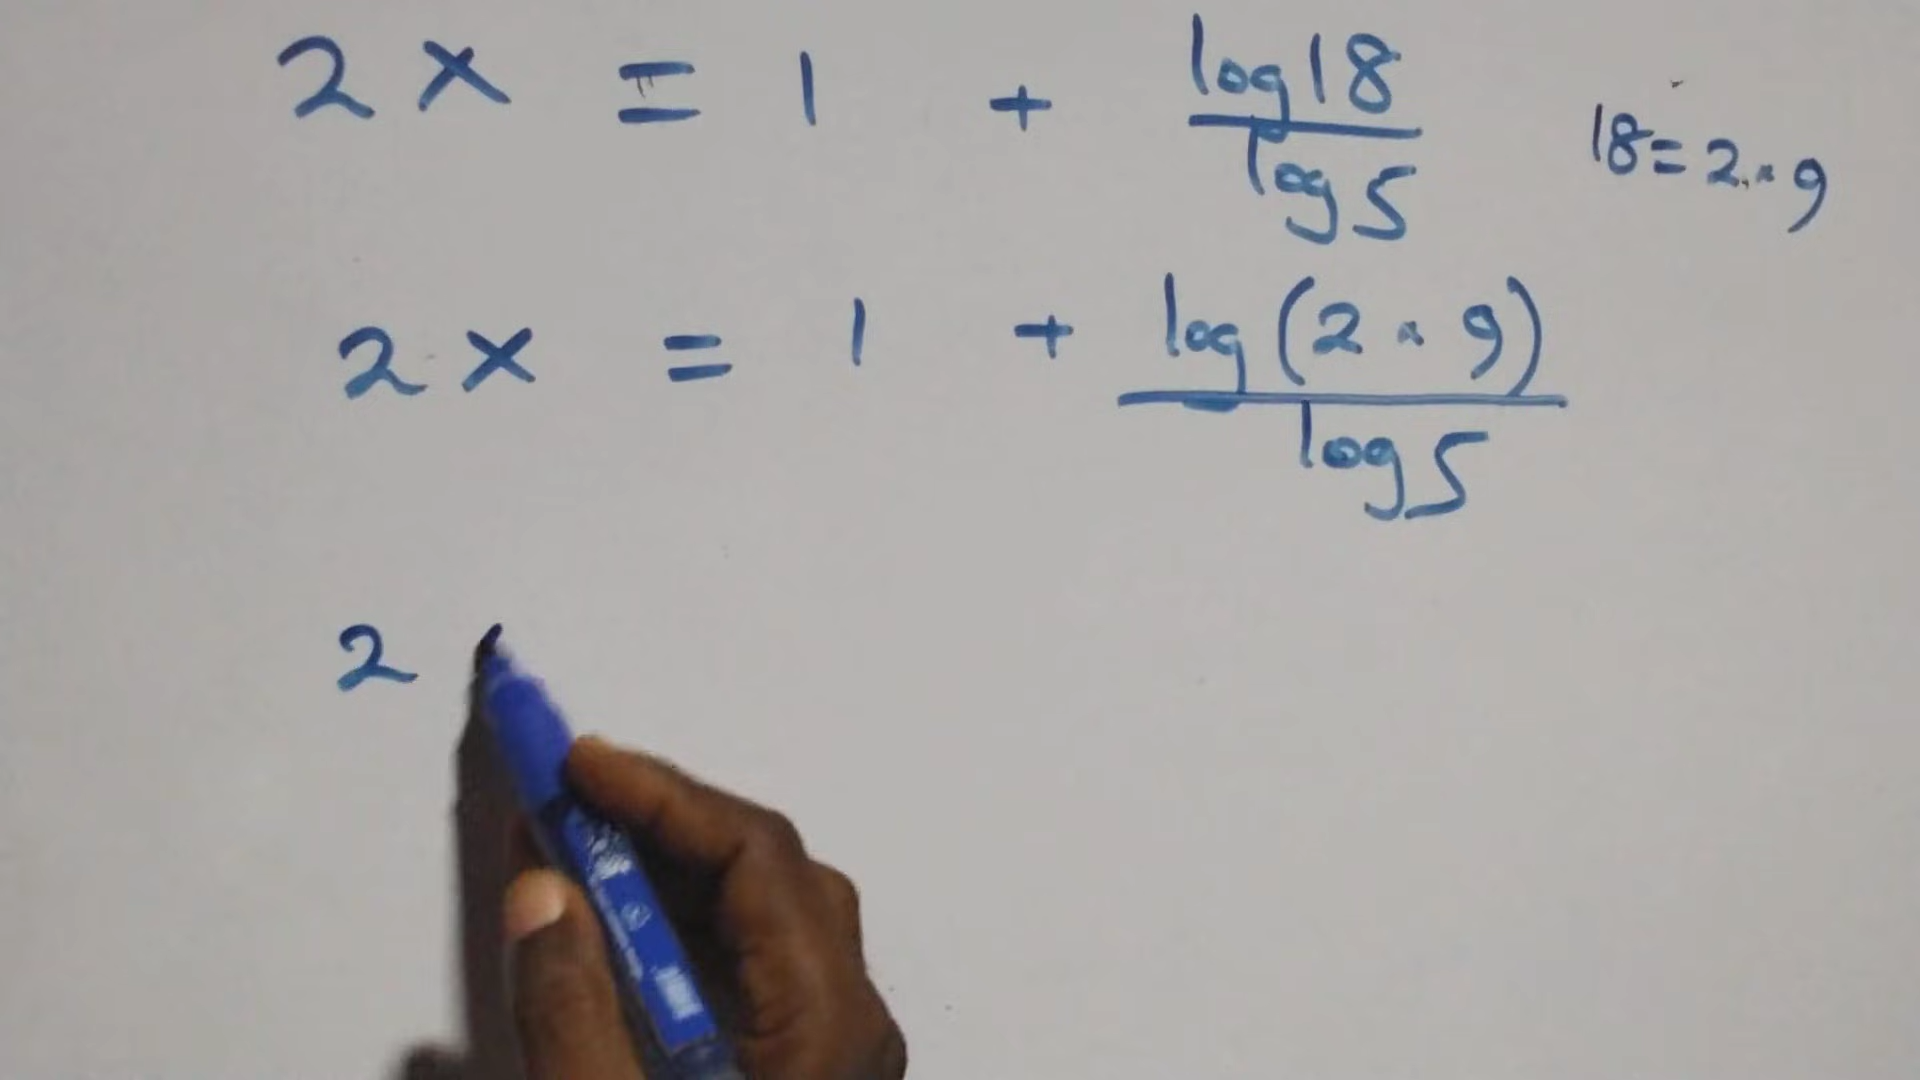 2x = 1 + log18/log5
18=2×9
2x = 1 + log(2×9)/log5
2